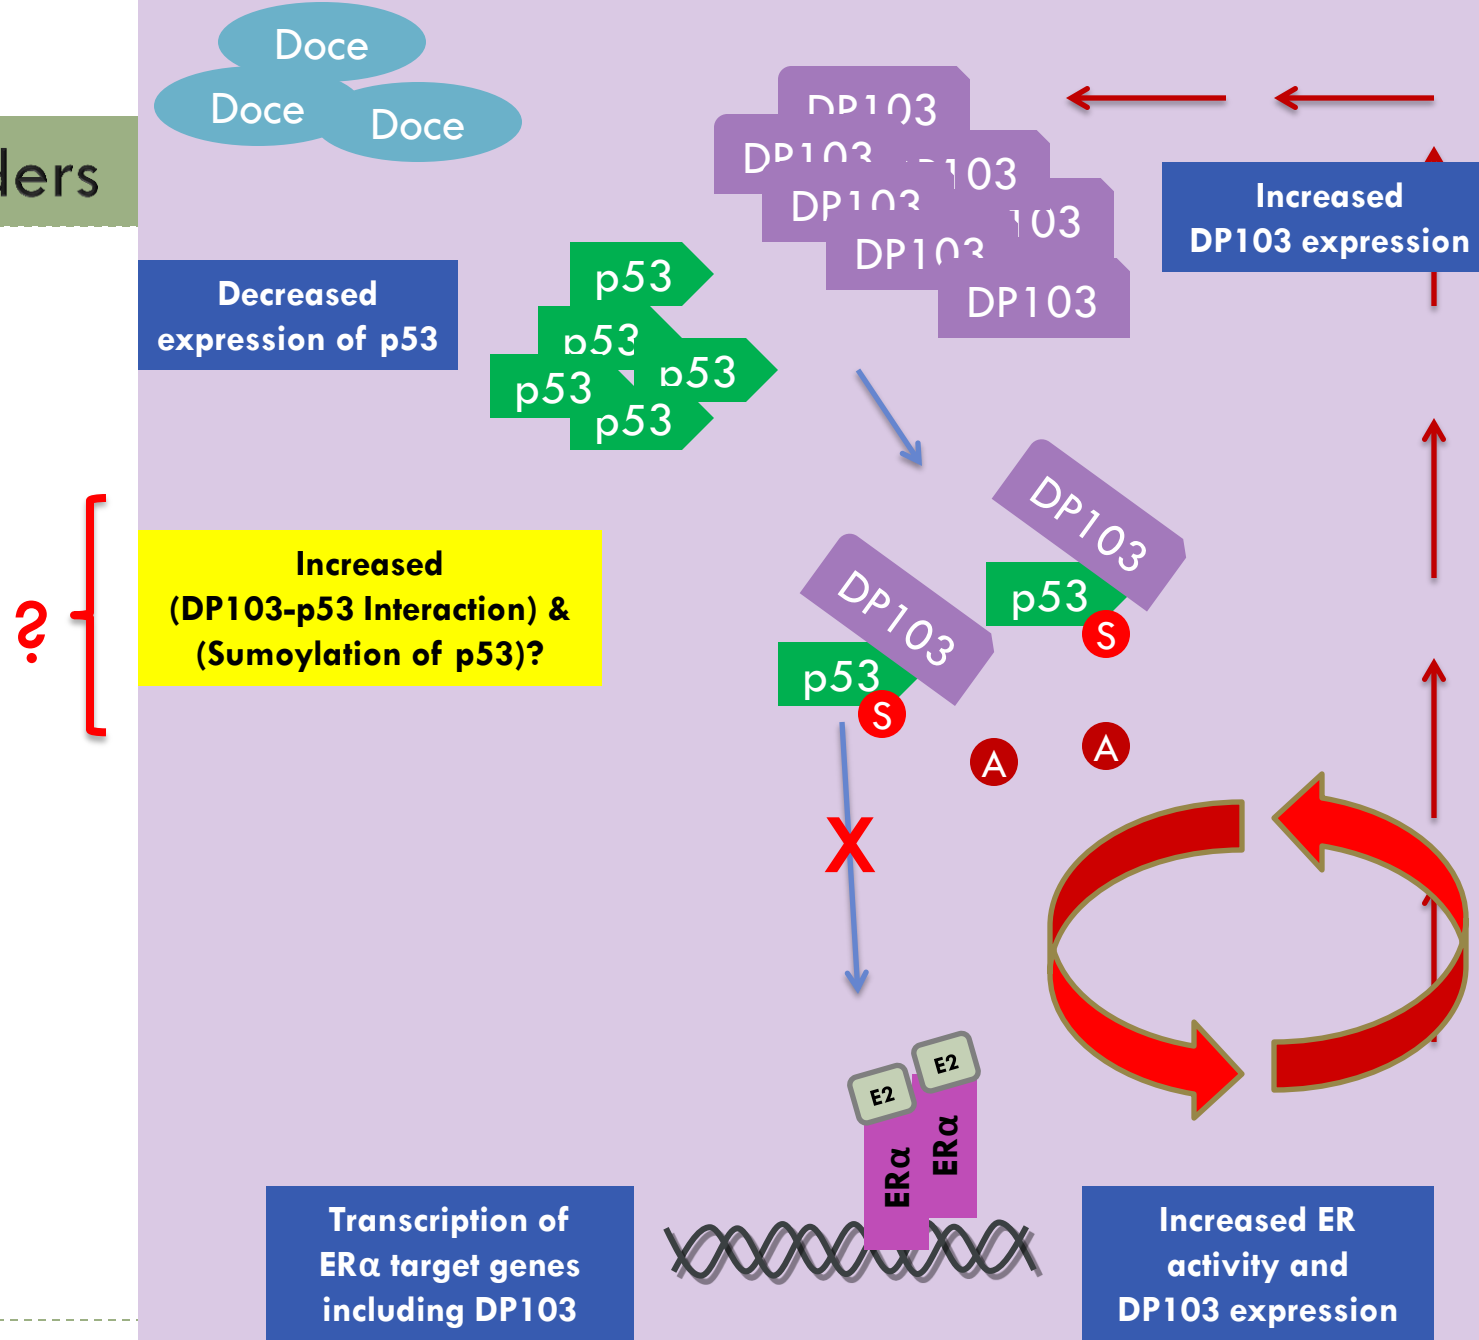 Doce
Doce
Doce
DP103
DP103
DP103
DP103
103
DP103
DP103
Increased
DP103 expression
Decreased
expression of p53
p53
p53
p53
p53
p53
?
Increased
(DP103-p53 Interaction) &
(Sumoylation of p53)?
DP103
p53
S
DP103
p53
S
A
A
X
E2
E2
ERα
ERα
Transcription of
ERα target genes
including DP103
Increased ER
activity and
DP103 expression